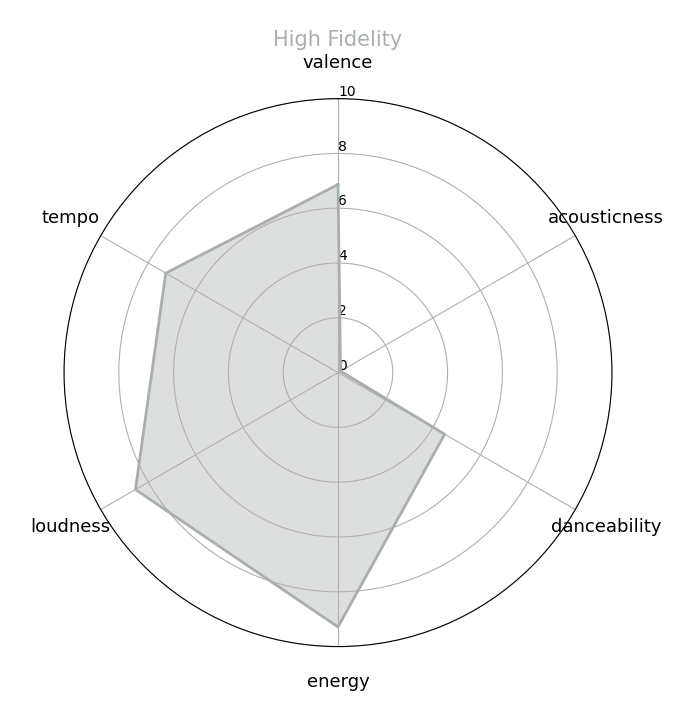 High Fidelity
valence
10
8
tempo
6
acousticness
4
2
0
loudness
danceability
energy